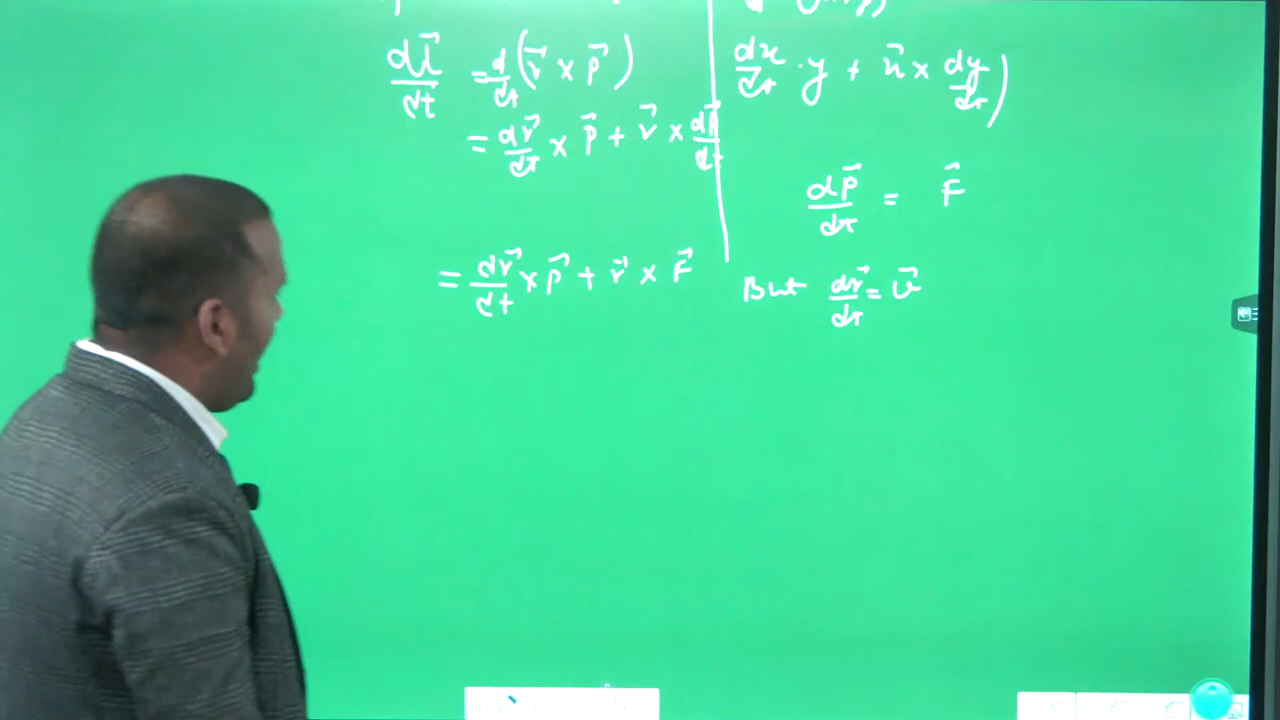 dL⃗/dt = d/dt (r⃗ × p⃗)
= dr⃗/dt × p⃗ + r⃗ × dp⃗/dt
= dr⃗/dt × p⃗ + r⃗ × F⃗
dx/dt · y + x⃗ × dy/dt )
dp⃗/dt = F⃗
But dr⃗/dt = v⃗